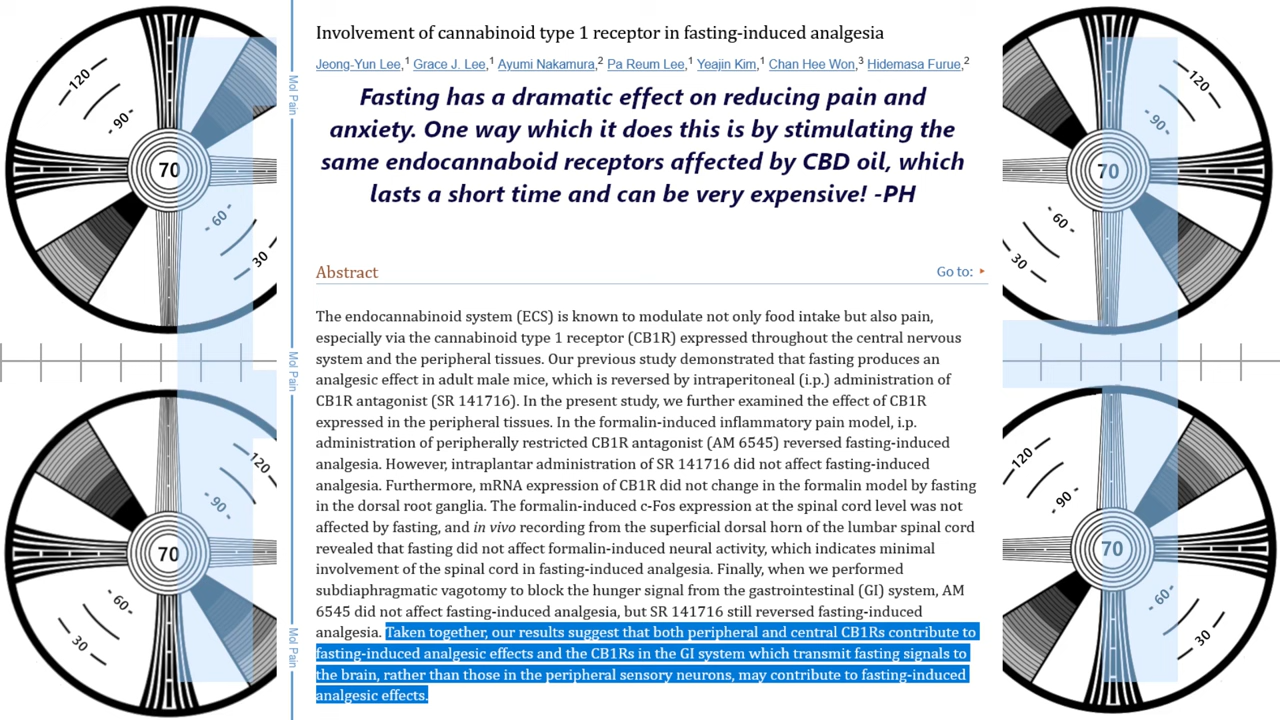 Involvement of cannabinoid type 1 receptor in fasting-induced analgesia
Jeong-Yun Lee,1 Grace J. Lee,1 Ayumi Nakamura,2 Pa Reum Lee,1 Yeajin Kim,1 Chan Hee Won,3 Hidemasa Furue,2
Fasting has a dramatic effect on reducing pain and
anxiety. One way which it does this is by stimulating the
same endocannaboid receptors affected by CBD oil, which
lasts a short time and can be very expensive! -PH
Abstract
Go to:
The endocannabinoid system (ECS) is known to modulate not only food intake but also pain,
especially via the cannabinoid type 1 receptor (CB1R) expressed throughout the central nervous
system and the peripheral tissues. Our previous study demonstrated that fasting produces an
analgesic effect in adult male mice, which is reversed by intraperitoneal (i.p.) administration of
CB1R antagonist (SR 141716). In the present study, we further examined the effect of CB1R
expressed in the peripheral tissues. In the formalin-induced inflammatory pain model, i.p.
administration of peripherally restricted CB1R antagonist (AM 6545) reversed fasting-induced
analgesia. However, intraplantar administration of SR 141716 did not affect fasting-induced
analgesia. Furthermore, mRNA expression of CB1R did not change in the formalin model by fasting
in the dorsal root ganglia. The formalin-induced c-Fos expression at the spinal cord level was not
affected by fasting, and in vivo recording from the superficial dorsal horn of the lumbar spinal cord
revealed that fasting did not affect formalin-induced neural activity, which indicates minimal
involvement of the spinal cord in fasting-induced analgesia. Finally, when we performed
subdiaphragmatic vagotomy to block the hunger signal from the gastrointestinal (GI) system, AM
6545 did not affect fasting-induced analgesia, but SR 141716 still reversed fasting-induced
analgesia. Taken together, our results suggest that both peripheral and central CB1Rs contribute to
fasting-induced analgesic effects and the CB1Rs in the GI system which transmit fasting signals to
the brain, rather than those in the peripheral sensory neurons, may contribute to fasting-induced
analgesic effects.
Mol Pain
Mol Pain
Mol Pain
120
- 90 -
70
- 60 -
30
120
- 90 -
70
- 60 -
30
120
- 90 -
70
- 60 -
30
120
- 90 -
70
- 60 -
30